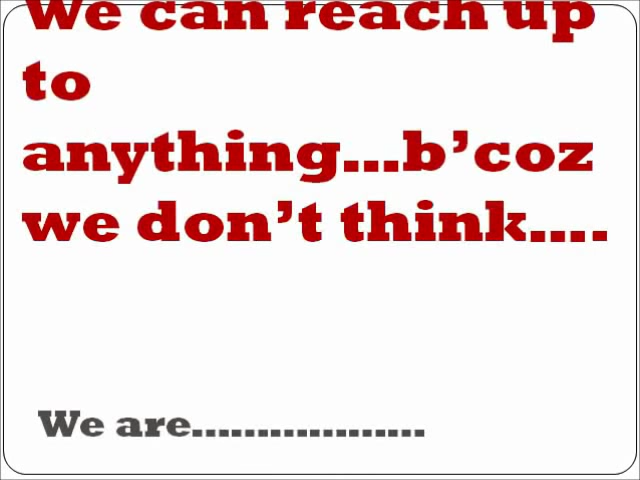 We can reach up
to
anything...b'coz
we don't think....
We are..................